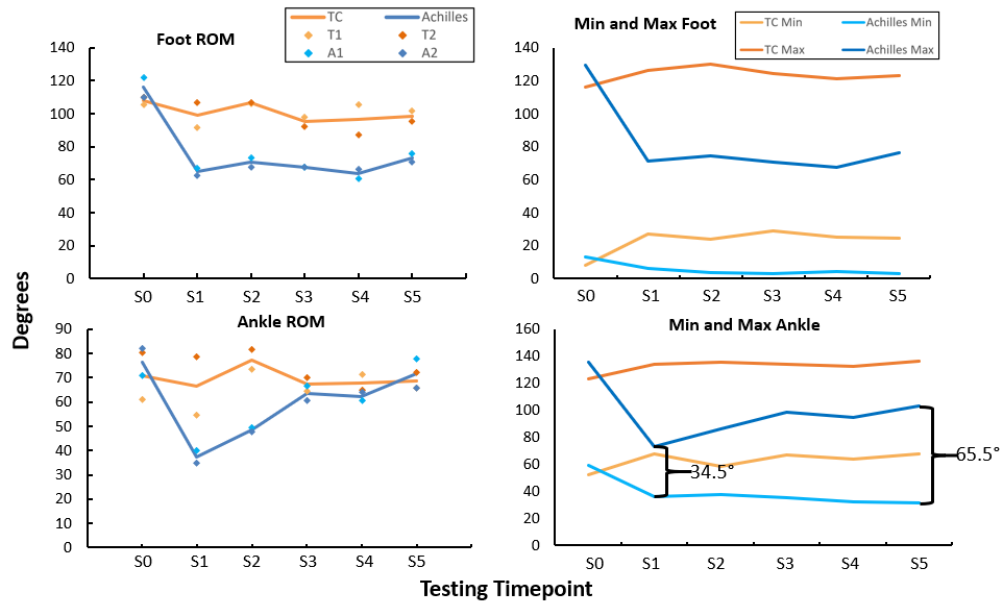 Foot ROM
TC
Achilles
T1
T2
A1
A2
140
120
100
80
60
40
20
0
S0 S1 S2 S3 S4 S5
Min and Max Foot
TC Min
Achilles Min
TC Max
Achilles Max
140
120
100
80
60
40
20
0
S0 S1 S2 S3 S4 S5
Degrees
Ankle ROM
90
80
70
60
50
40
30
20
10
0
S0 S1 S2 S3 S4 S5
Min and Max Ankle
160
140
120
100
80
60
40
20
0
34.5°
65.5°
S0 S1 S2 S3 S4 S5
Testing Timepoint